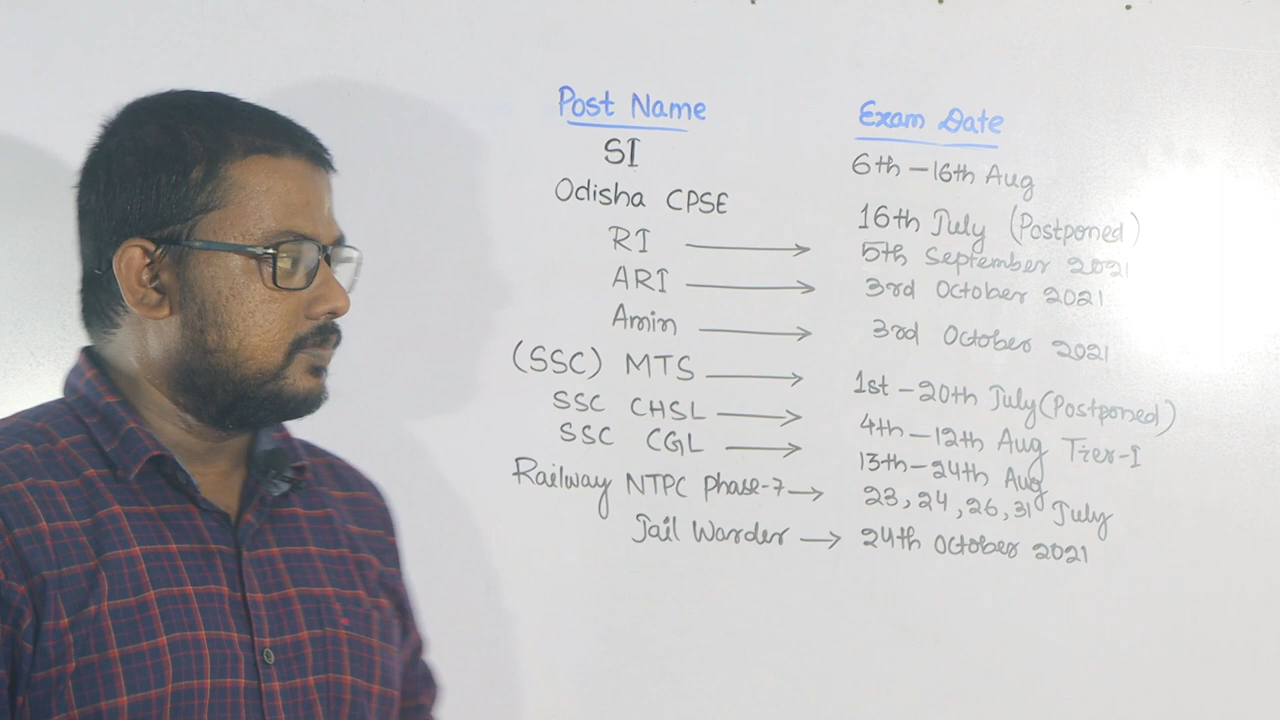 Post Name Exam Date
SI 6th - 16th Aug
Odisha CPSE 16th July (Postponed)
RI → 5th September 2021
ARI → 3rd October 2021
Amin → 3rd October 2021
(SSC) MTS → 1st - 20th July (Postponed)
SSC CHSL → 4th - 12th Aug Tier-I
SSC CGL → 13th - 24th Aug
Railway NTPC Phase-7 → 23, 24, 26, 31 July
Jail Warder → 24th October 2021